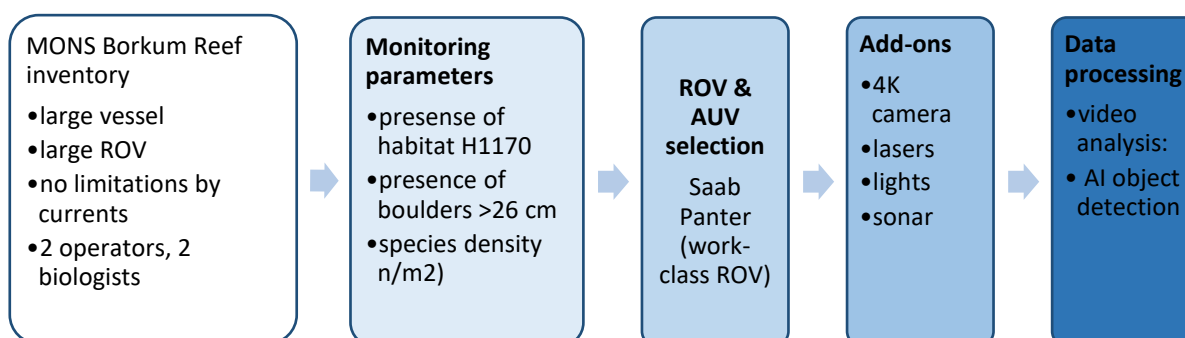 MONS Borkum Reef
inventory
•large vessel
•large ROV
•no limitations by
currents
•2 operators, 2
biologists
Monitoring
parameters
•presense of
habitat H1170
•presence of
boulders >26 cm
•species density
n/m2)
ROV &
AUV
selection
Saab
Panter
(work-
class ROV)
Add-ons
•4K
camera
•lasers
•lights
•sonar
Data
processing
•video
analysis:
• AI object
detection